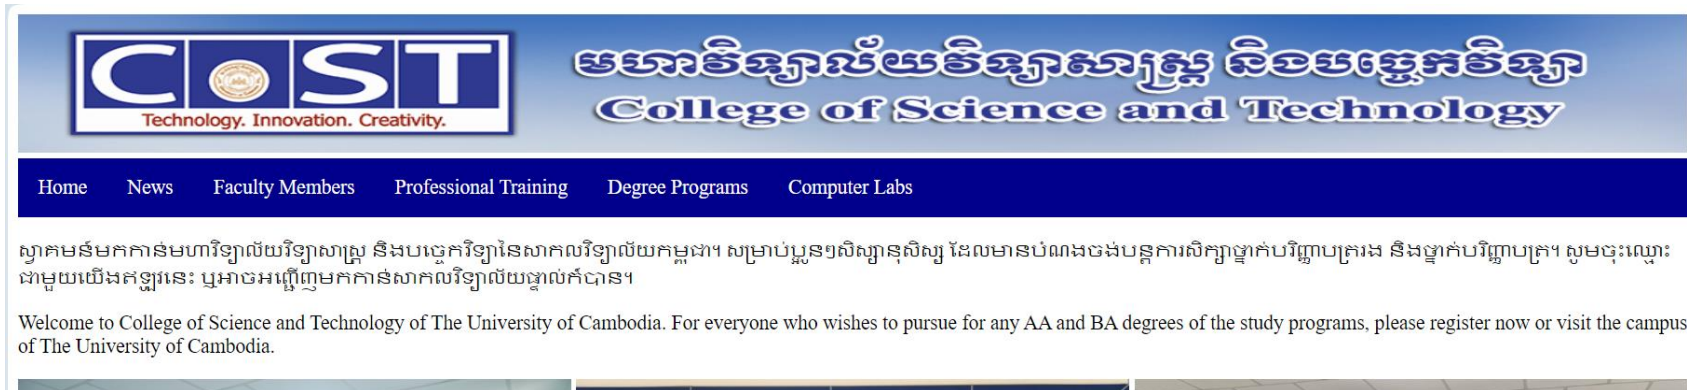 CoST
Technology. Innovation. Creativity.
មហាវិទ្យាល័យវិទ្យាសាស្ត្រ និងបច្ចេកវិទ្យា
College of Science and Technology
Home News Faculty Members Professional Training Degree Programs Computer Labs
ស្វាគមន៍មកកាន់មហាវិទ្យាល័យវិទ្យាសាស្ត្រ និងបច្ចេកវិទ្យានៃសាកលវិទ្យាល័យកម្ពុជា។ សម្រាប់ប្អូនៗសិស្សានុសិស្ស ដែលមានបំណងចង់បន្តការសិក្សាថ្នាក់បរិញ្ញាបត្ររង និងថ្នាក់បរិញ្ញាបត្រ។ សូមចុះឈ្មោះ
ជាមួយយើងឥឡូវនេះ ឬអាចអញ្ជើញមកកាន់សាកលវិទ្យាល័យផ្ទាល់ក៏បាន។
Welcome to College of Science and Technology of The University of Cambodia. For everyone who wishes to pursue for any AA and BA degrees of the study programs, please register now or visit the campus
of The University of Cambodia.